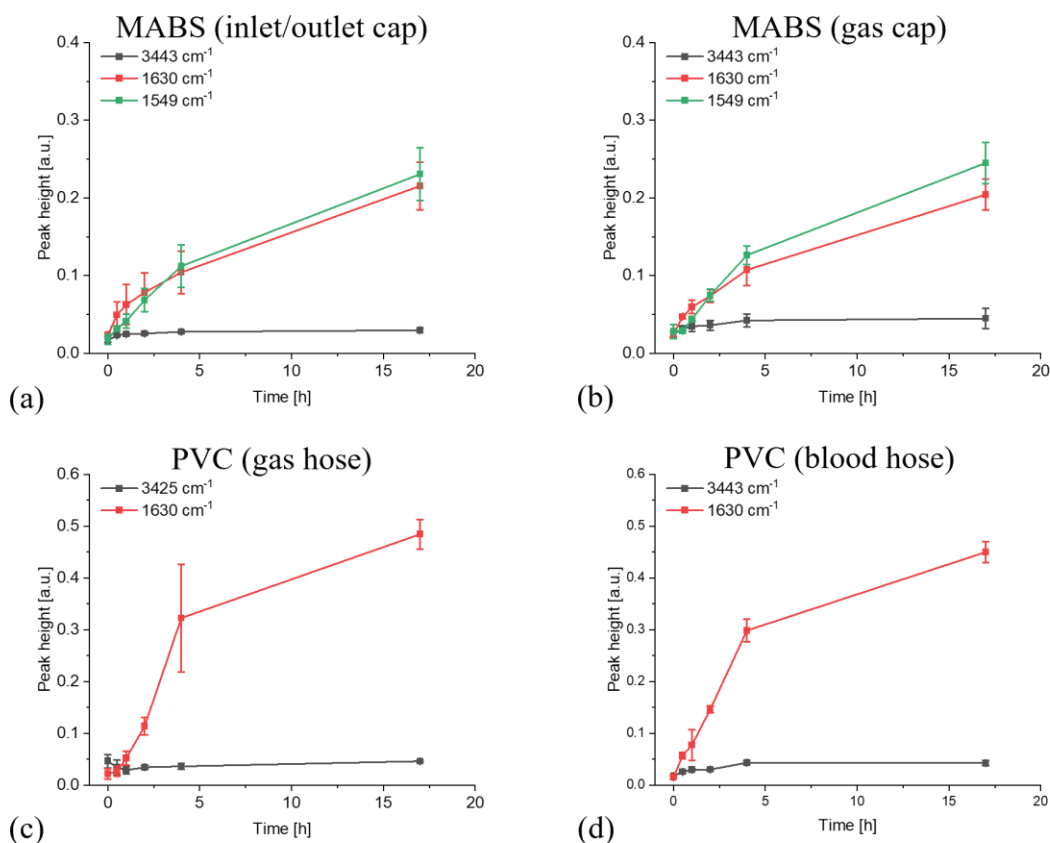 MABS (inlet/outlet cap)
0.4
0.3
0.2
0.1
0.0
Peak height [a.u.]
3443 cm⁻¹
1630 cm⁻¹
1549 cm⁻¹
0 5 10 15 20
Time [h]
(a)
MABS (gas cap)
0.4
0.3
0.2
0.1
0.0
Peak height [a.u.]
3443 cm⁻¹
1630 cm⁻¹
1549 cm⁻¹
0 5 10 15 20
Time [h]
(b)
PVC (gas hose)
0.6
0.5
0.4
0.3
0.2
0.1
0.0
Peak height [a.u.]
3425 cm⁻¹
1630 cm⁻¹
0 5 10 15 20
Time [h]
(c)
PVC (blood hose)
0.6
0.5
0.4
0.3
0.2
0.1
0.0
Peak height [a.u.]
3443 cm⁻¹
1630 cm⁻¹
0 5 10 15 20
Time [h]
(d)